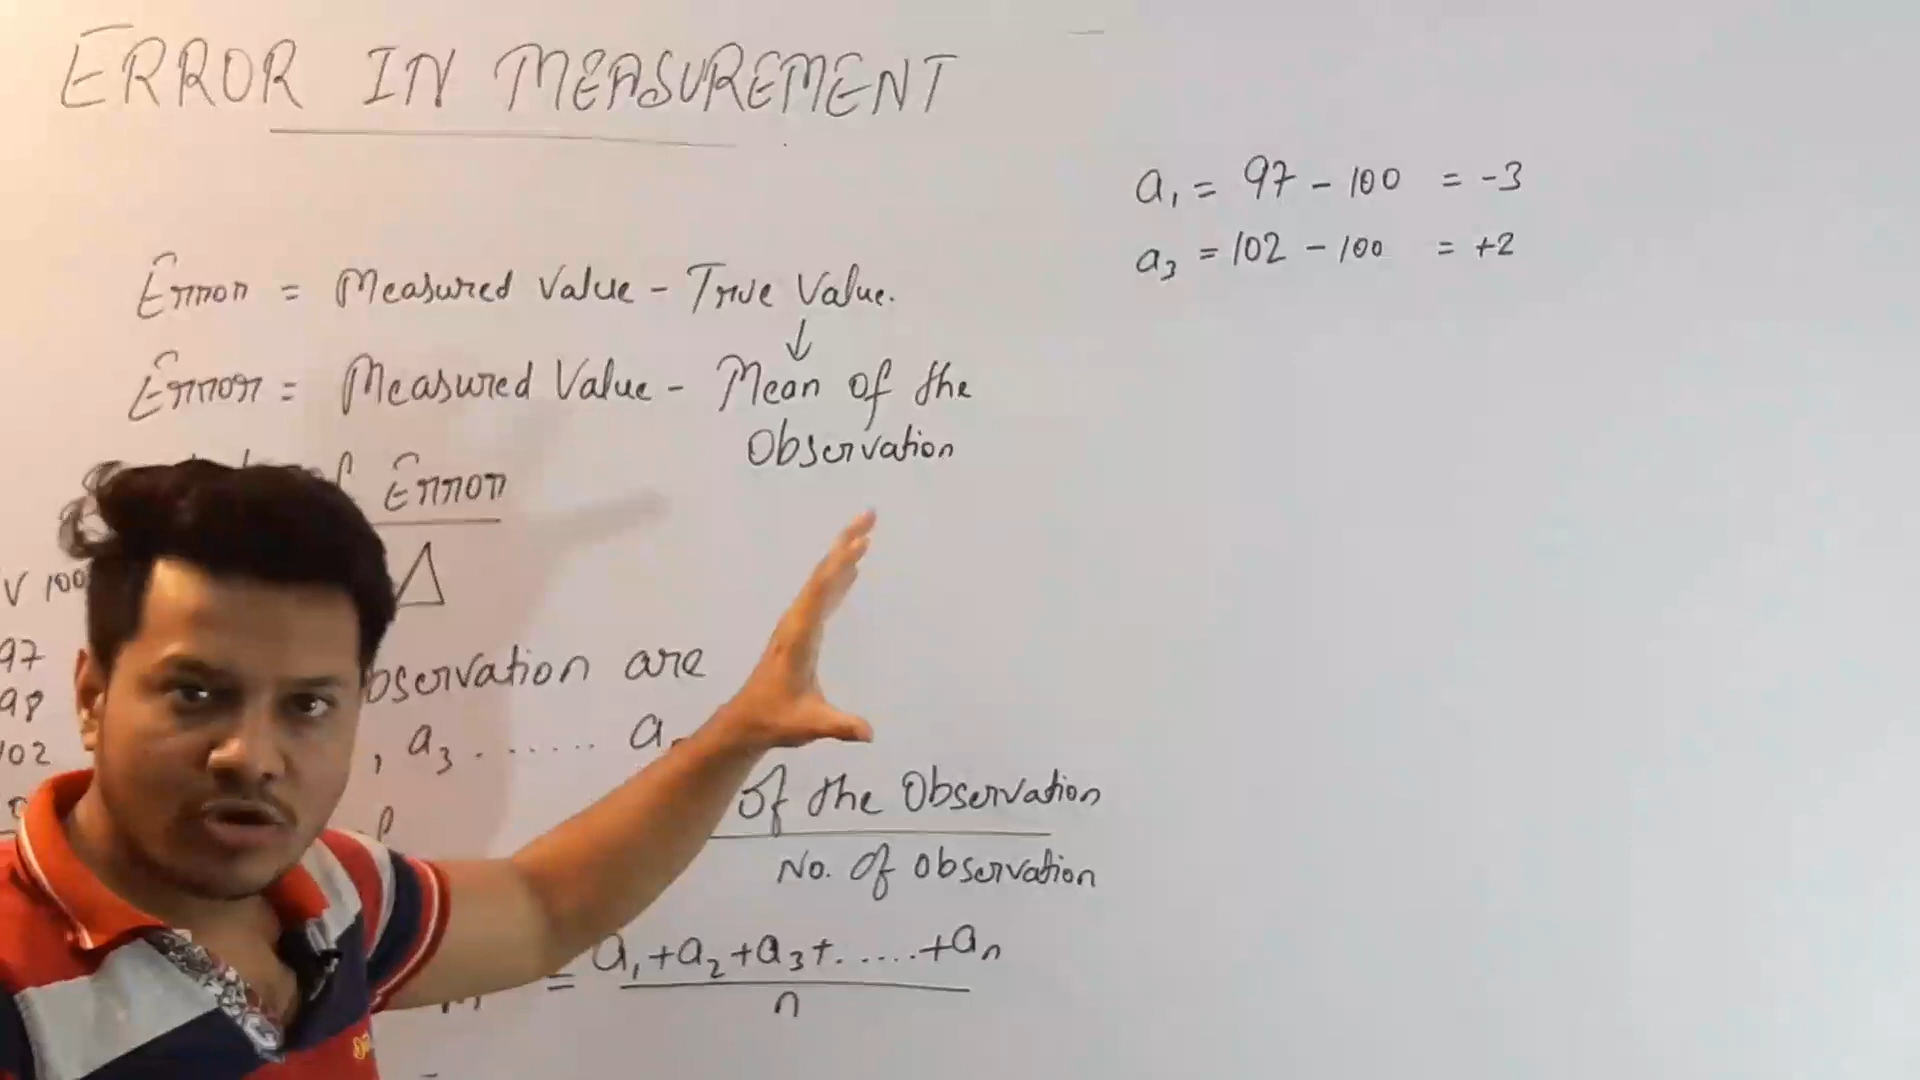 ERROR IN MEASUREMENT
a₁ = 97 - 100 = -3
a₃ = 102 - 100 = +2
Error = Measured Value - True Value.
↓
Error = Measured Value - Mean of the
Observation
Error
V 100
Δ
97
98
102
bservation are
, a₃ ......
of the Observation
No. Of Observation
= a₁+a₂+a₃+.....+aₙ
n